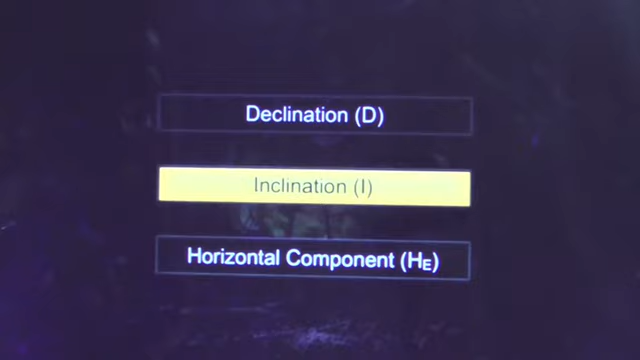 Declination (D)
Inclination (I)
Horizontal Component (HE)